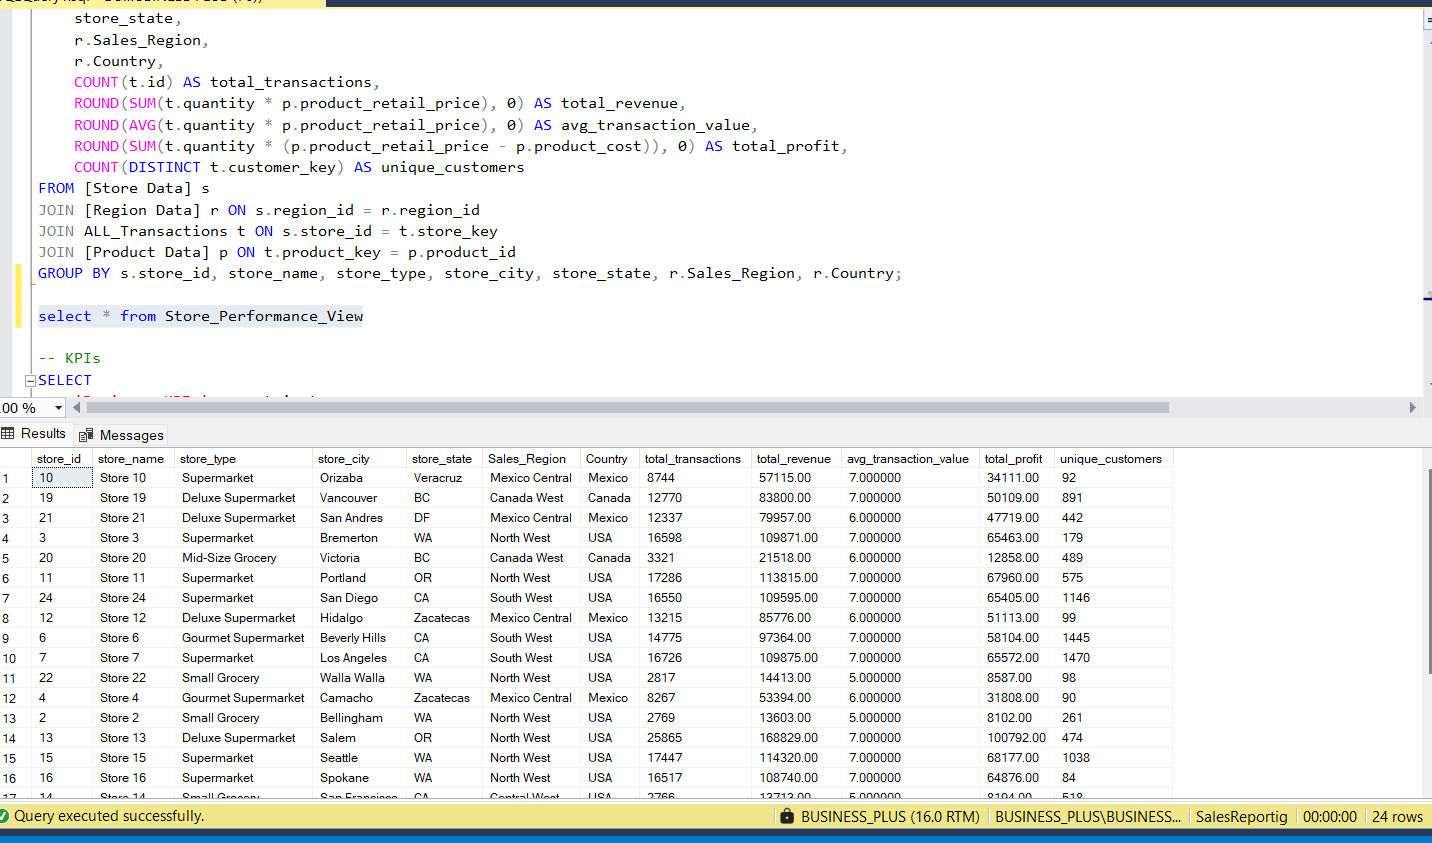 store_state,
r.Sales_Region,
r.Country,
COUNT(t.id) AS total_transactions,
ROUND(SUM(t.quantity * p.product_retail_price), 0) AS total_revenue,
ROUND(AVG(t.quantity * p.product_retail_price), 0) AS avg_transaction_value,
ROUND(SUM(t.quantity * (p.product_retail_price - p.product_cost)), 0) AS total_profit,
COUNT(DISTINCT t.customer_key) AS unique_customers
FROM [Store Data] s
JOIN [Region Data] r ON s.region_id = r.region_id
JOIN ALL_Transactions t ON s.store_id = t.store_key
JOIN [Product Data] p ON t.product_key = p.product_id
GROUP BY s.store_id, store_name, store_type, store_city, store_state, r.Sales_Region, r.Country;
select * from Store_Performance_View
-- KPIs
SELECT
00 %
Results Messages
store_id store_name store_type store_city store_state Sales_Region Country total_transactions total_revenue avg_transaction_value total_profit unique_customers
1 10 Store 10 Supermarket Orizaba Veracruz Mexico Central Mexico 8744 57115.00 7.000000 34111.00 92
2 19 Store 19 Deluxe Supermarket Vancouver BC Canada West Canada 12770 83800.00 7.000000 50109.00 891
3 21 Store 21 Deluxe Supermarket San Andres DF Mexico Central Mexico 12337 79957.00 6.000000 47719.00 442
4 3 Store 3 Supermarket Bremerton WA North West USA 16598 109871.00 7.000000 65463.00 179
5 20 Store 20 Mid-Size Grocery Victoria BC Canada West Canada 3321 21518.00 6.000000 12858.00 489
6 11 Store 11 Supermarket Portland OR North West USA 17286 113815.00 7.000000 67960.00 575
7 24 Store 24 Supermarket San Diego CA South West USA 16550 109595.00 7.000000 65405.00 1146
8 12 Store 12 Deluxe Supermarket Hidalgo Zacatecas Mexico Central Mexico 13215 85776.00 6.000000 51113.00 99
9 6 Store 6 Gourmet Supermarket Beverly Hills CA South West USA 14775 97364.00 7.000000 58104.00 1445
10 7 Store 7 Supermarket Los Angeles CA South West USA 16726 109875.00 7.000000 65572.00 1470
11 22 Store 22 Small Grocery Walla Walla WA North West USA 2817 14413.00 5.000000 8587.00 98
12 4 Store 4 Gourmet Supermarket Camacho Zacatecas Mexico Central Mexico 8267 53394.00 6.000000 31808.00 90
13 2 Store 2 Small Grocery Bellingham WA North West USA 2769 13603.00 5.000000 8102.00 261
14 13 Store 13 Deluxe Supermarket Salem OR North West USA 25865 168829.00 7.000000 100792.00 474
15 15 Store 15 Supermarket Seattle WA North West USA 17447 114320.00 7.000000 68177.00 1038
16 16 Store 16 Supermarket Spokane WA North West USA 16517 108740.00 7.000000 64876.00 84
17 14 Store 14 Small Grocery San Francisco CA Central West USA 2766 13713.00 5.000000 8194.00 518
Query executed successfully. BUSINESS_PLUS (16.0 RTM) BUSINESS_PLUS\BUSINESS... SalesReportig 00:00:00 24 rows